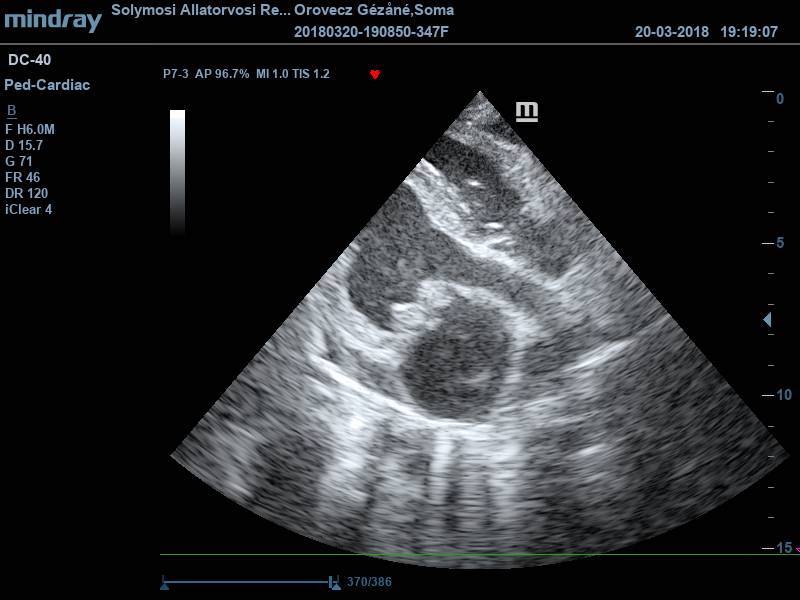 mindray
Solymosi Allatorvosi Re... Orovecz Gézáné,Soma
20180320-190850-347F
20-03-2018 19:19:07
DC-40
Ped-Cardiac
P7-3 AP 96.7% MI 1.0 TIS 1.2
B
F H6.0M
D 15.7
G 71
FR 46
DR 120
iClear 4
m
0
5
10
15
370/386